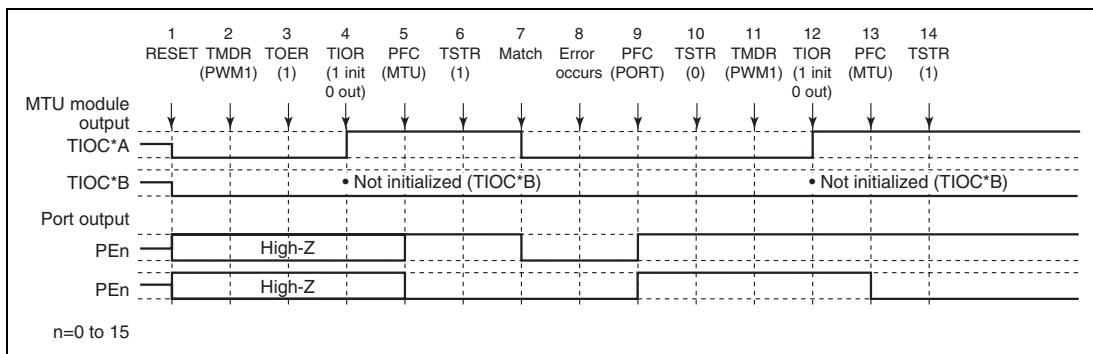 1 2 3 4 5 6 7 8 9 10 11 12 13 14
RESET TMDR TOER TIOR PFC TSTR Match Error PFC TSTR TMDR TIOR PFC TSTR
(PWM1) (1) (1 init (MTU) (1) occurs (PORT) (0) (PWM1) (1 init (MTU) (1)
0 out) 0 out)
MTU module
output
TIOC*A
TIOC*B • Not initialized (TIOC*B) • Not initialized (TIOC*B)
Port output
PEn High-Z
PEn High-Z
n=0 to 15